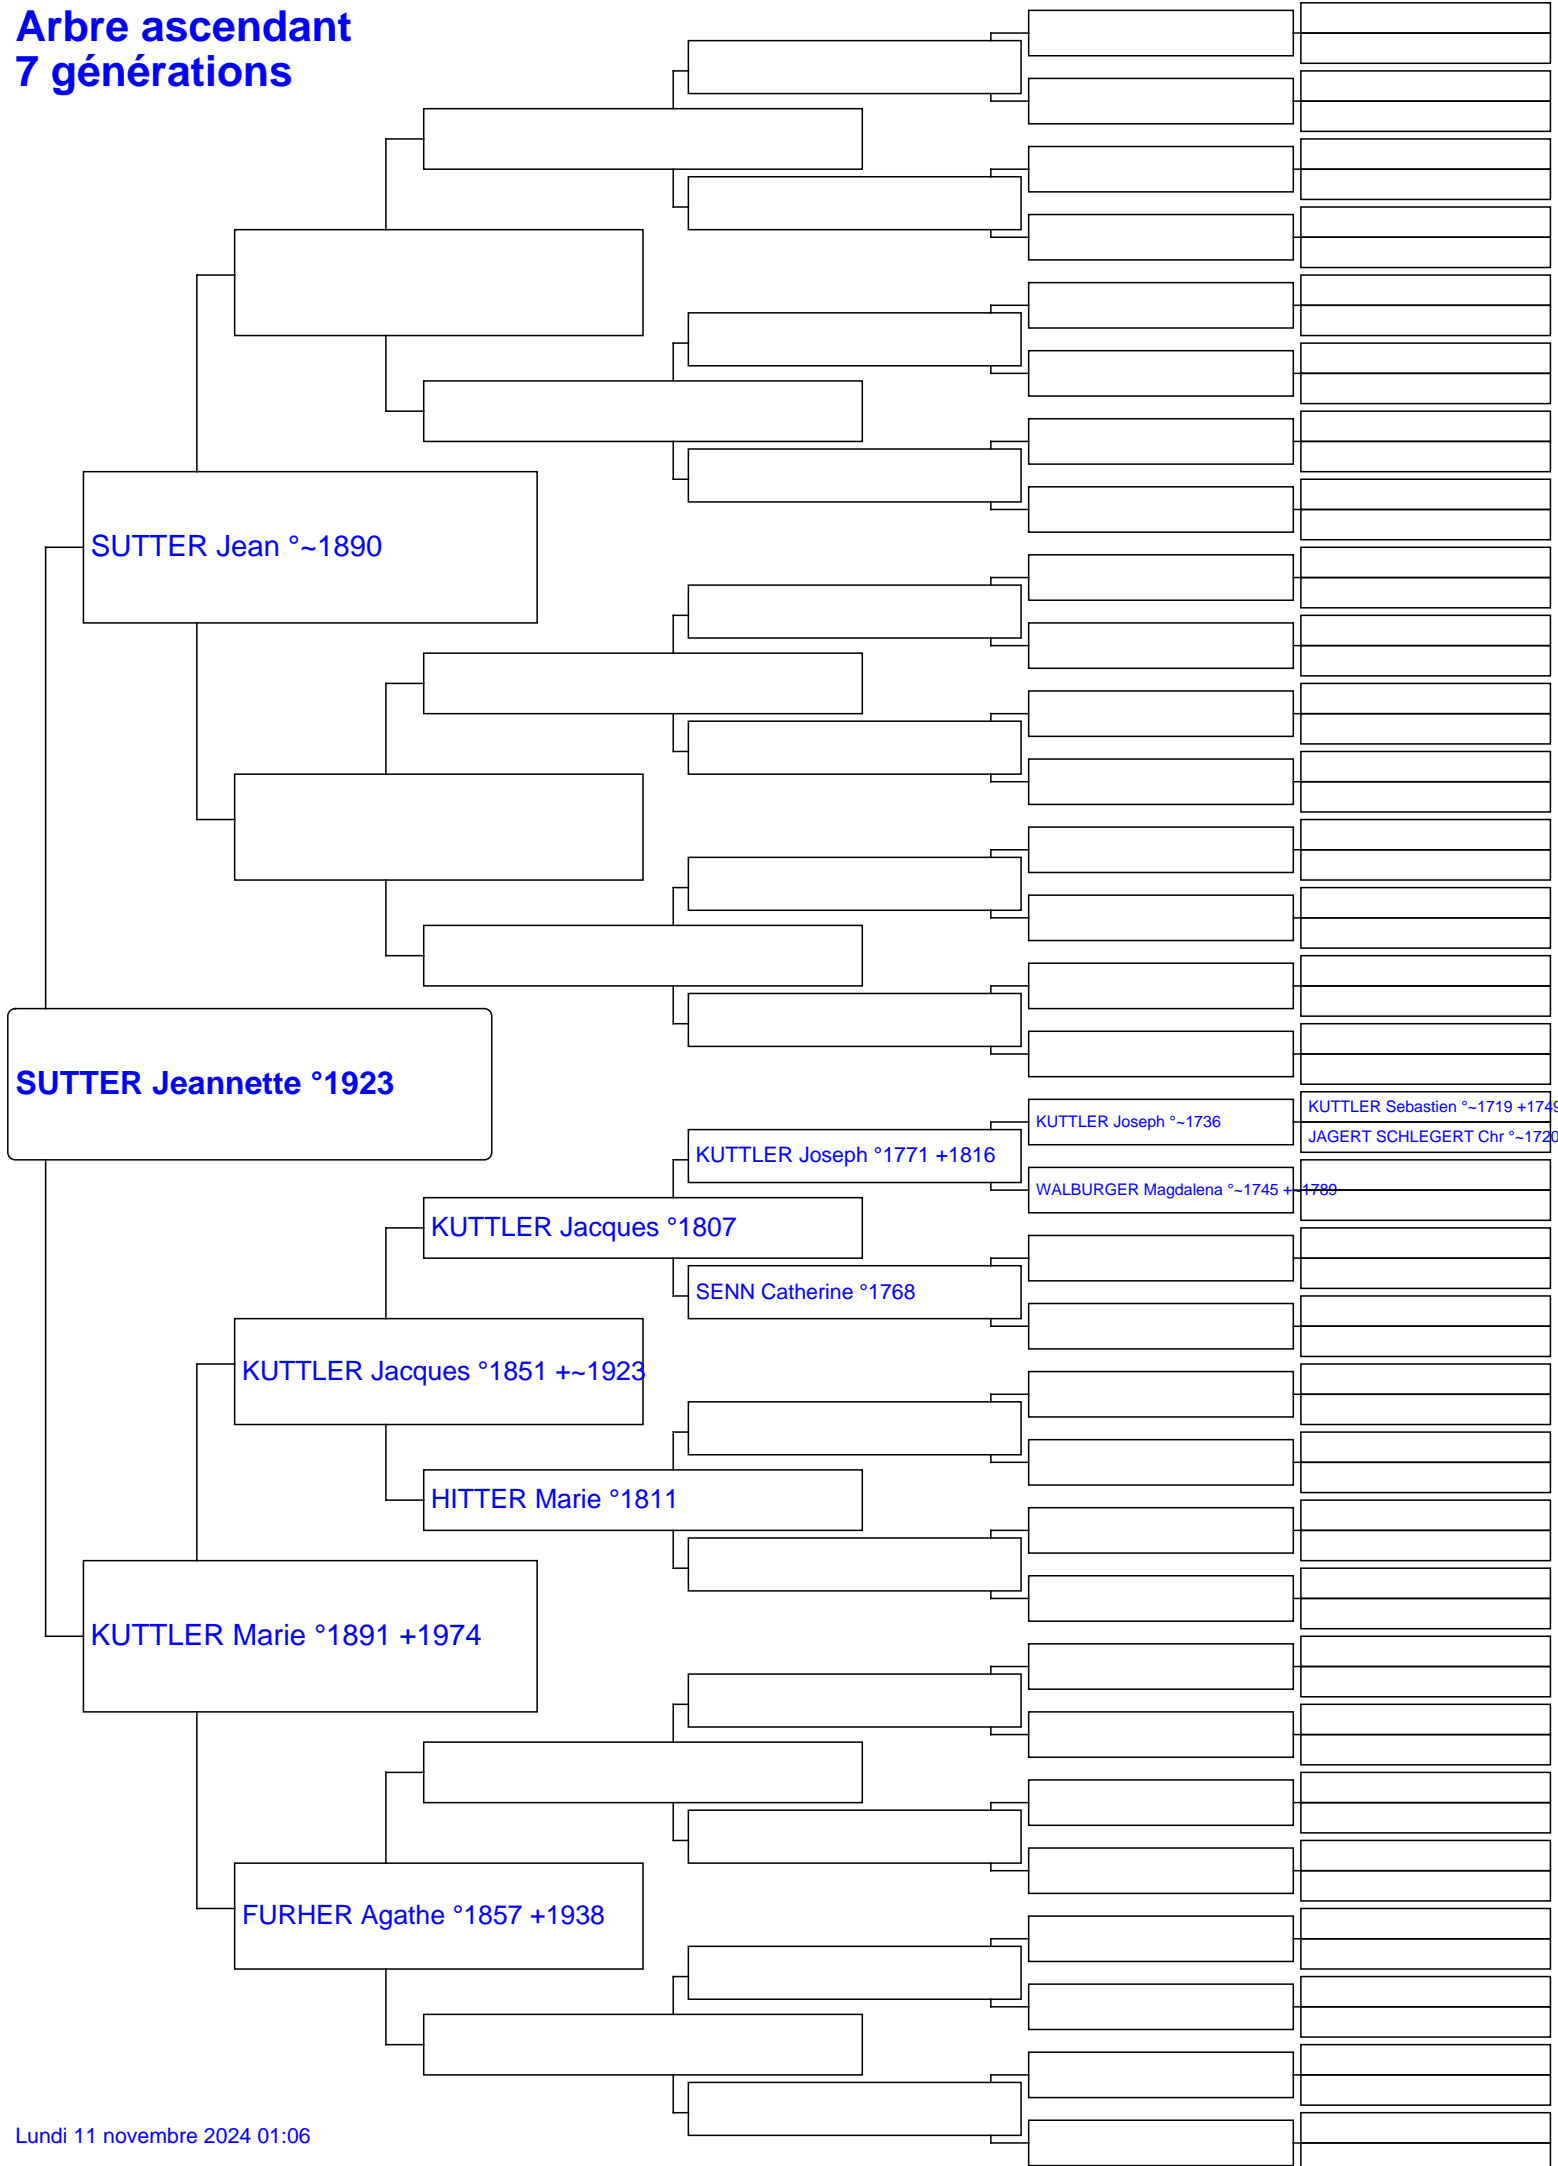 Arbre ascendant
7 générations
SUTTER Jean °~1890
SUTTER Jeannette °1923
KUTTLER Sebastien °~1719 +1749
KUTTLER Joseph °~1736
JAGERT SCHLEGERT Chr °~1720
KUTTLER Joseph °1771 +1816
WALBURGER Magdalena °~1745 +~1789
KUTTLER Jacques °1807
SENN Catherine °1768
KUTTLER Jacques °1851 +~1923
HITTER Marie °1811
KUTTLER Marie °1891 +1974
FURHER Agathe °1857 +1938
Lundi 11 novembre 2024 01:06